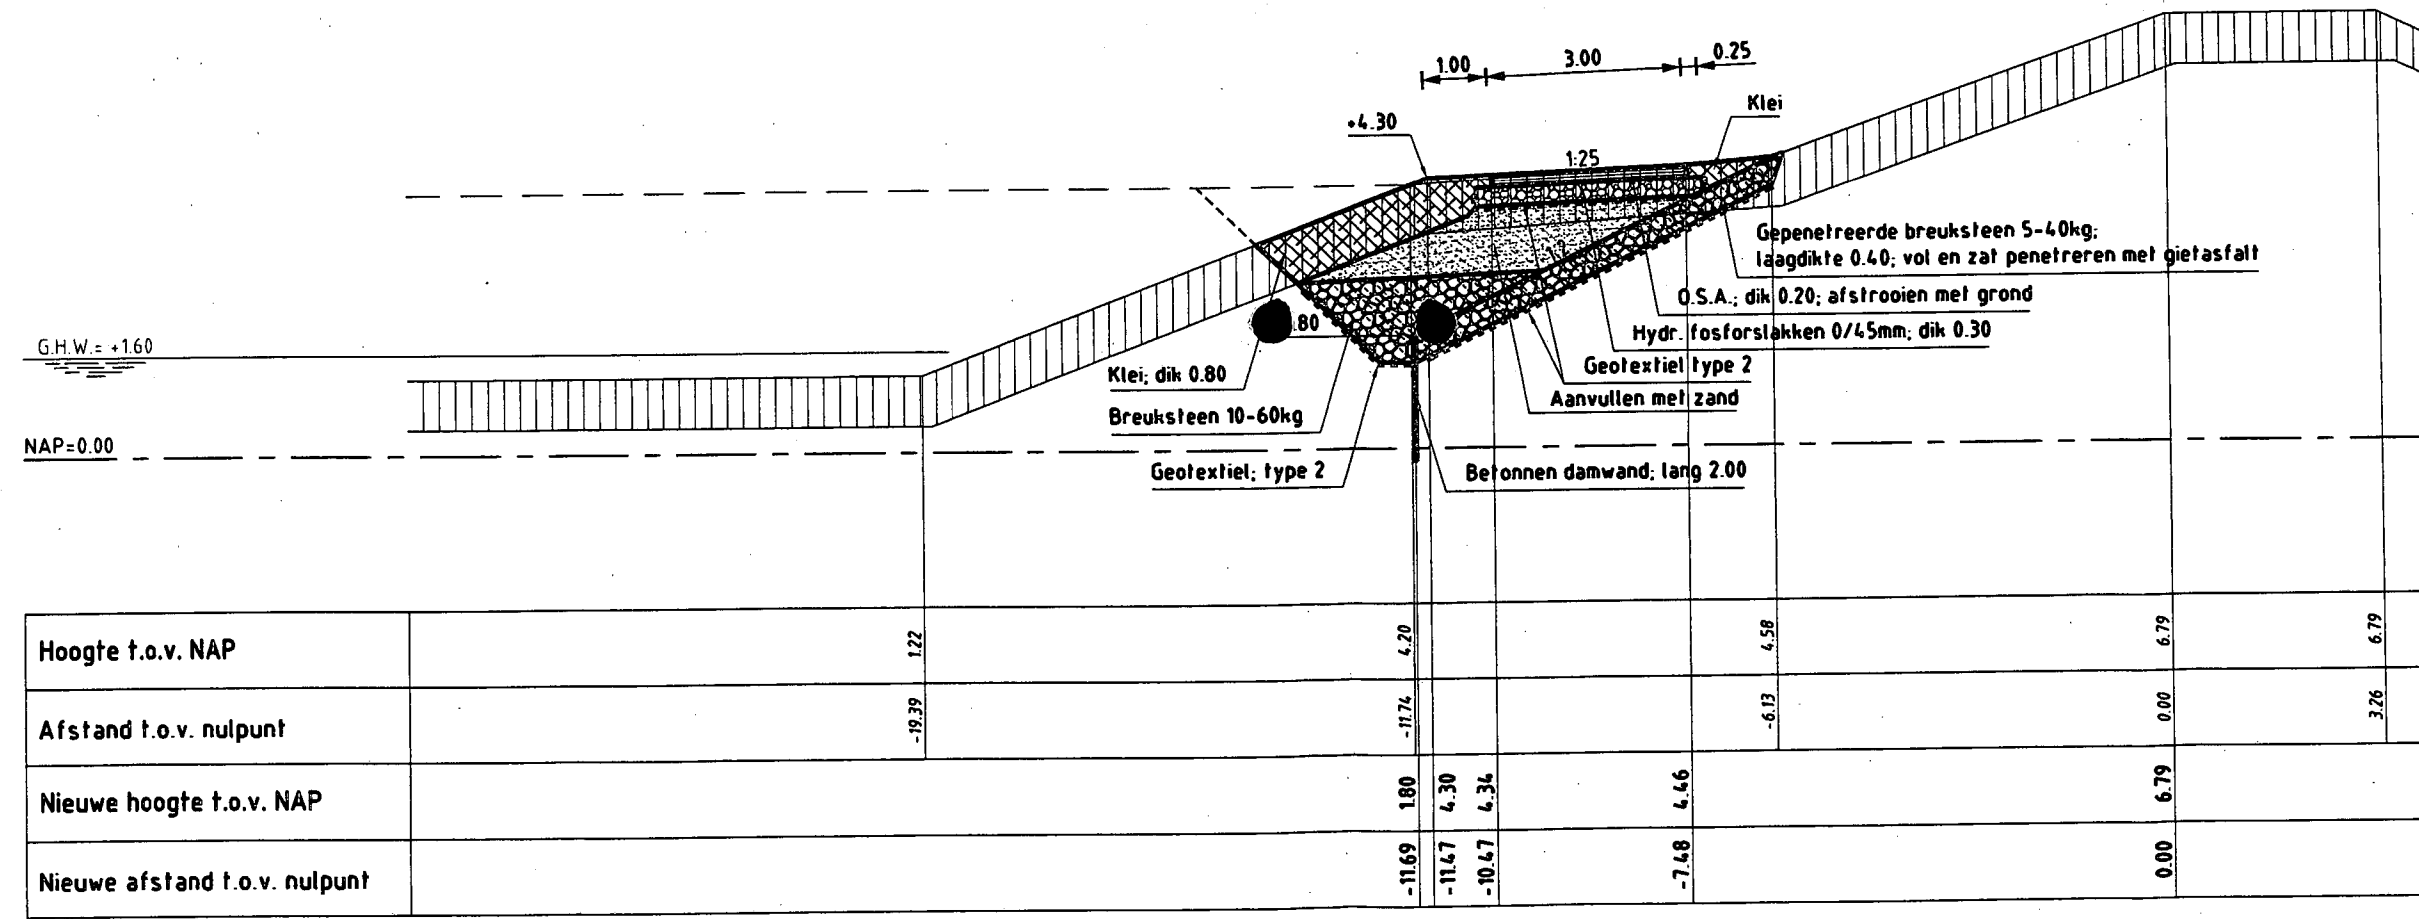 1.00
3.00
0.25
Klei
+4.30
1:25
Gepenetreerde breuksteen 5-40kg;
laagdikte 0.40; vol en zat penetreren met gietasfalt
O.S.A.; dik 0.20; afstrooien met grond
.80
Hydr. fosforslakken 0/45mm; dik 0.30
G.H.W.= +1.60
Geotextiel type 2
Klei; dik 0.80
Aanvullen met zand
Breuksteen 10-60kg
NAP=0.00
Geotextiel; type 2
Betonnen damwand; lang 2.00
Hoogte t.o.v. NAP 1.22 4.20 4.58 6.79 6.79
Afstand t.o.v. nulpunt -19.39 -11.74 -6.13 0.00 3.26
Nieuwe hoogte t.o.v. NAP 1.80 4.30 4.34 4.46 6.79
Nieuwe afstand t.o.v. nulpunt -11.69 -11.47 -10.47 -7.48 0.00